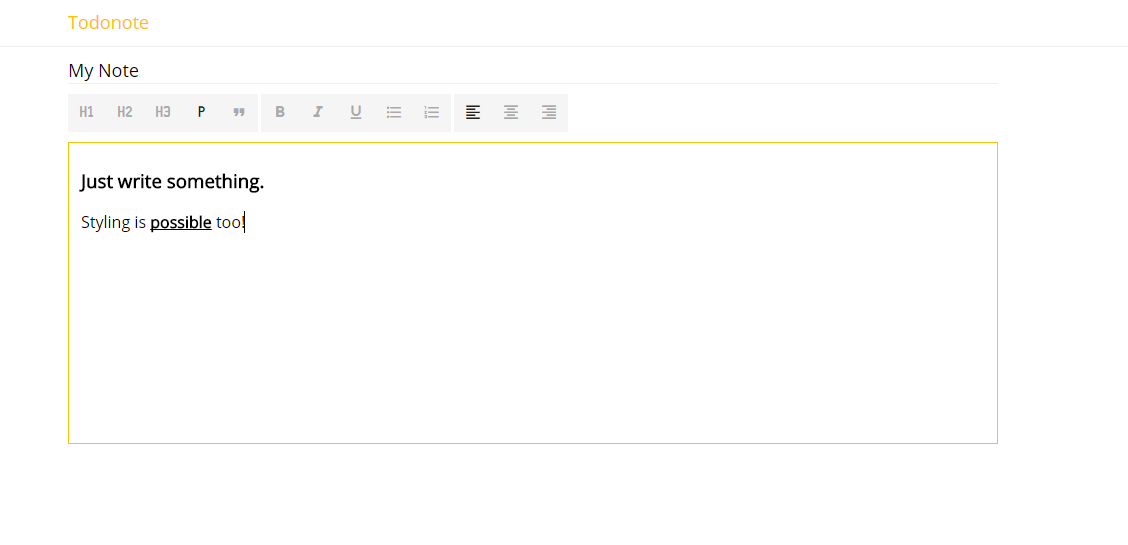 Todonote
My Note
H1 H2 H3 P ❞ B I U
Just write something.
Styling is possible too!